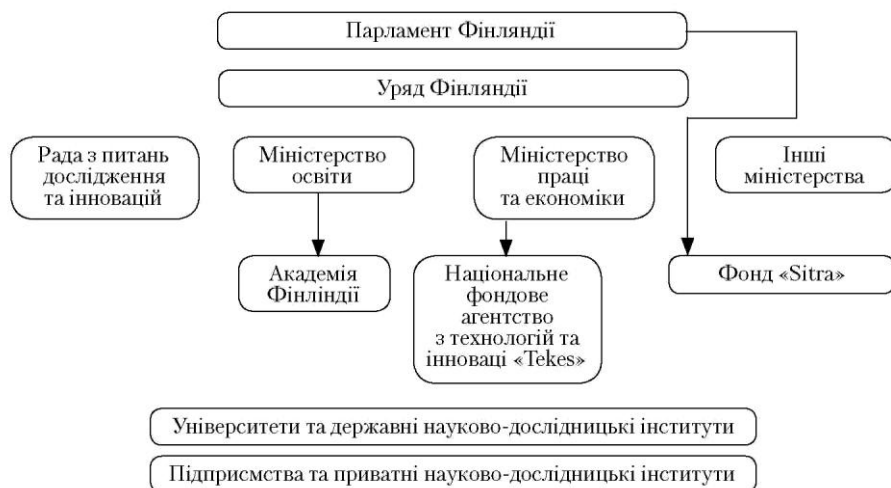 Парламент Фінляндії
Уряд Фінляндії
Рада з питань
дослідження
та інновацій
Міністерство
освіти
Міністерство
праці
та економіки
Інші
міністерства
Академія
Фінліндії
Національне
фондове
агентство
з технологій та
інноваці «Tekes»
Фонд «Sitra»
Університети та державні науково-дослідницькі інститути
Підприємства та приватні науково-дослідницькі інститути